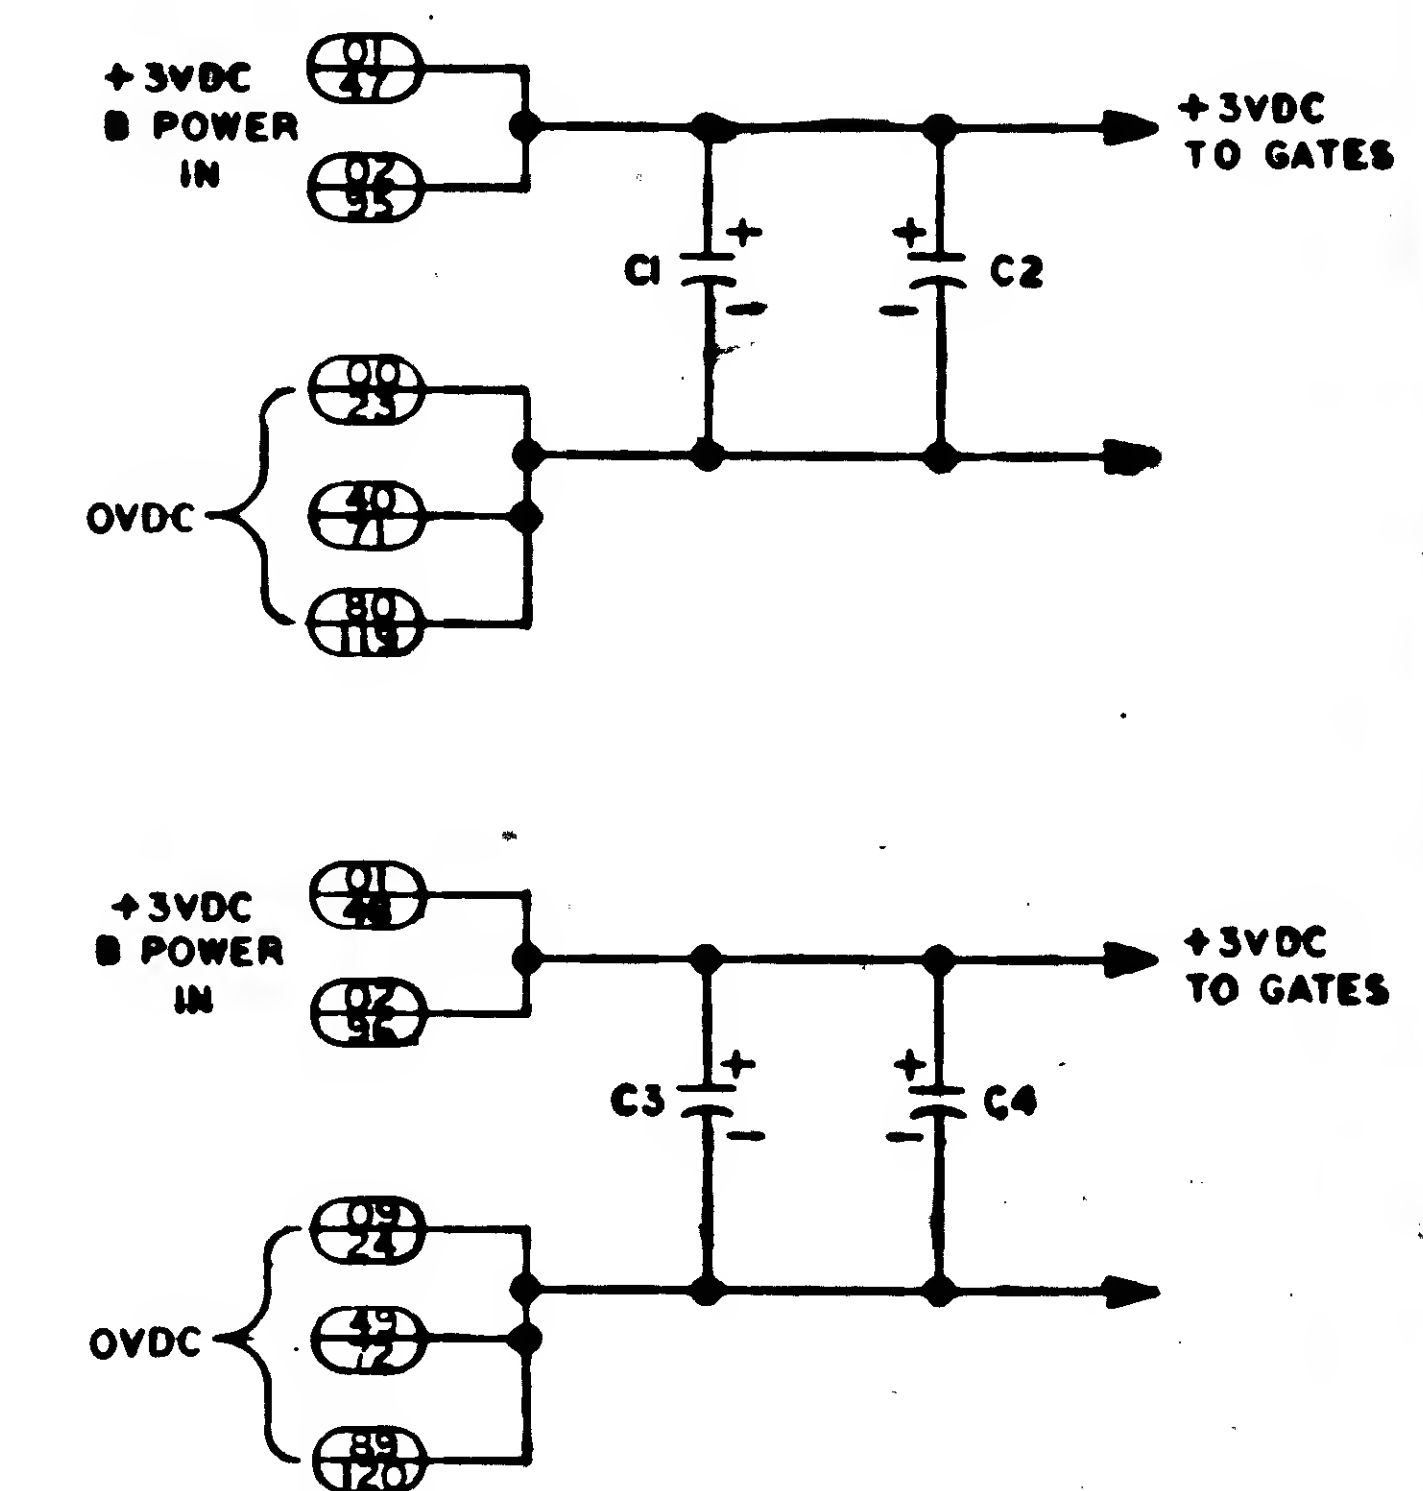 +3VDC
B POWER
IN
01
47
02
95
+3VDC
TO GATES
C1
+
-
+
-
C2
0VDC
00
23
40
71
80
119
+3VDC
B POWER
IN
01
48
02
96
+3VDC
TO GATES
C3
+
-
+
-
C4
0VDC
09
24
49
72
89
120